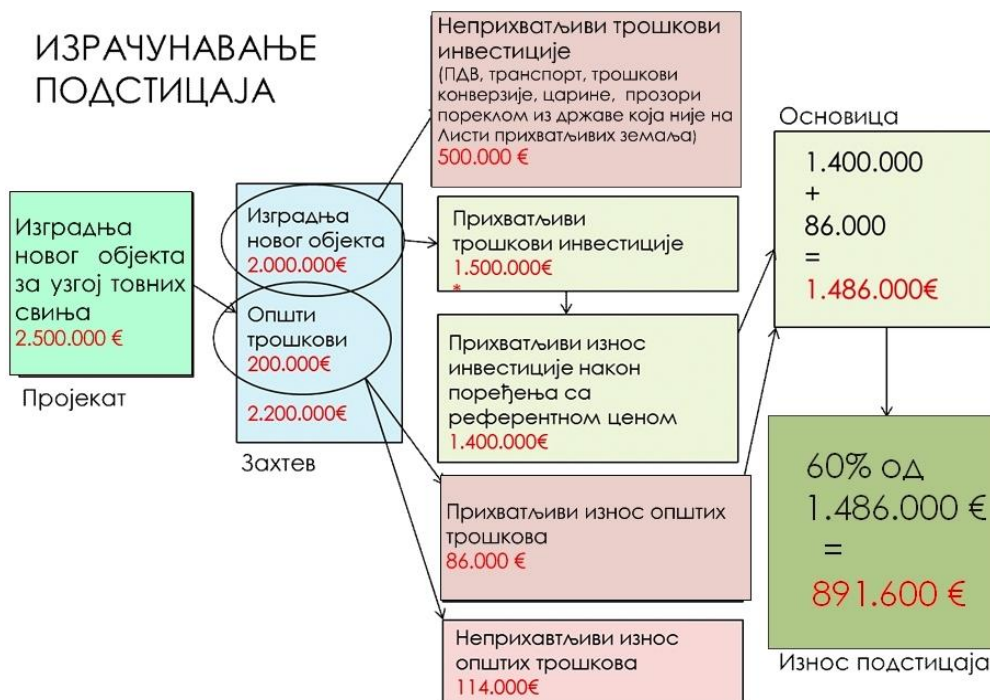 ИЗРАЧУНАВАЊЕ
ПОДСТИЦАЈА
Изградња
новог објекта
за узгој товних
свиња
2.500.000 €
Пројекат
Изградња
новог објекта
2.000.000€
Општи
трошкови
200.000€
2.200.000€
Захтев
Неприхватљиви трошкови
инвестиције
(ПДВ, транспорт, трошкови
конверзије, царине, прозори
пореклом из државе која није на
Листи прихватљивих земаља)
500.000 €
Прихватљиви
трошкови инвестиције
1.500.000€
*
Прихватљиви износ
инвестиције након
поређења са
референтном ценом
1.400.000€
Прихватљиви износ општих
трошкова
86.000 €
Неприхавтљиви износ
општих трошкова
114.000€
Основица
1.400.000
+
86.000
=
1.486.000€
60% од
1.486.000 €
=
891.600 €
Износ подстицаја